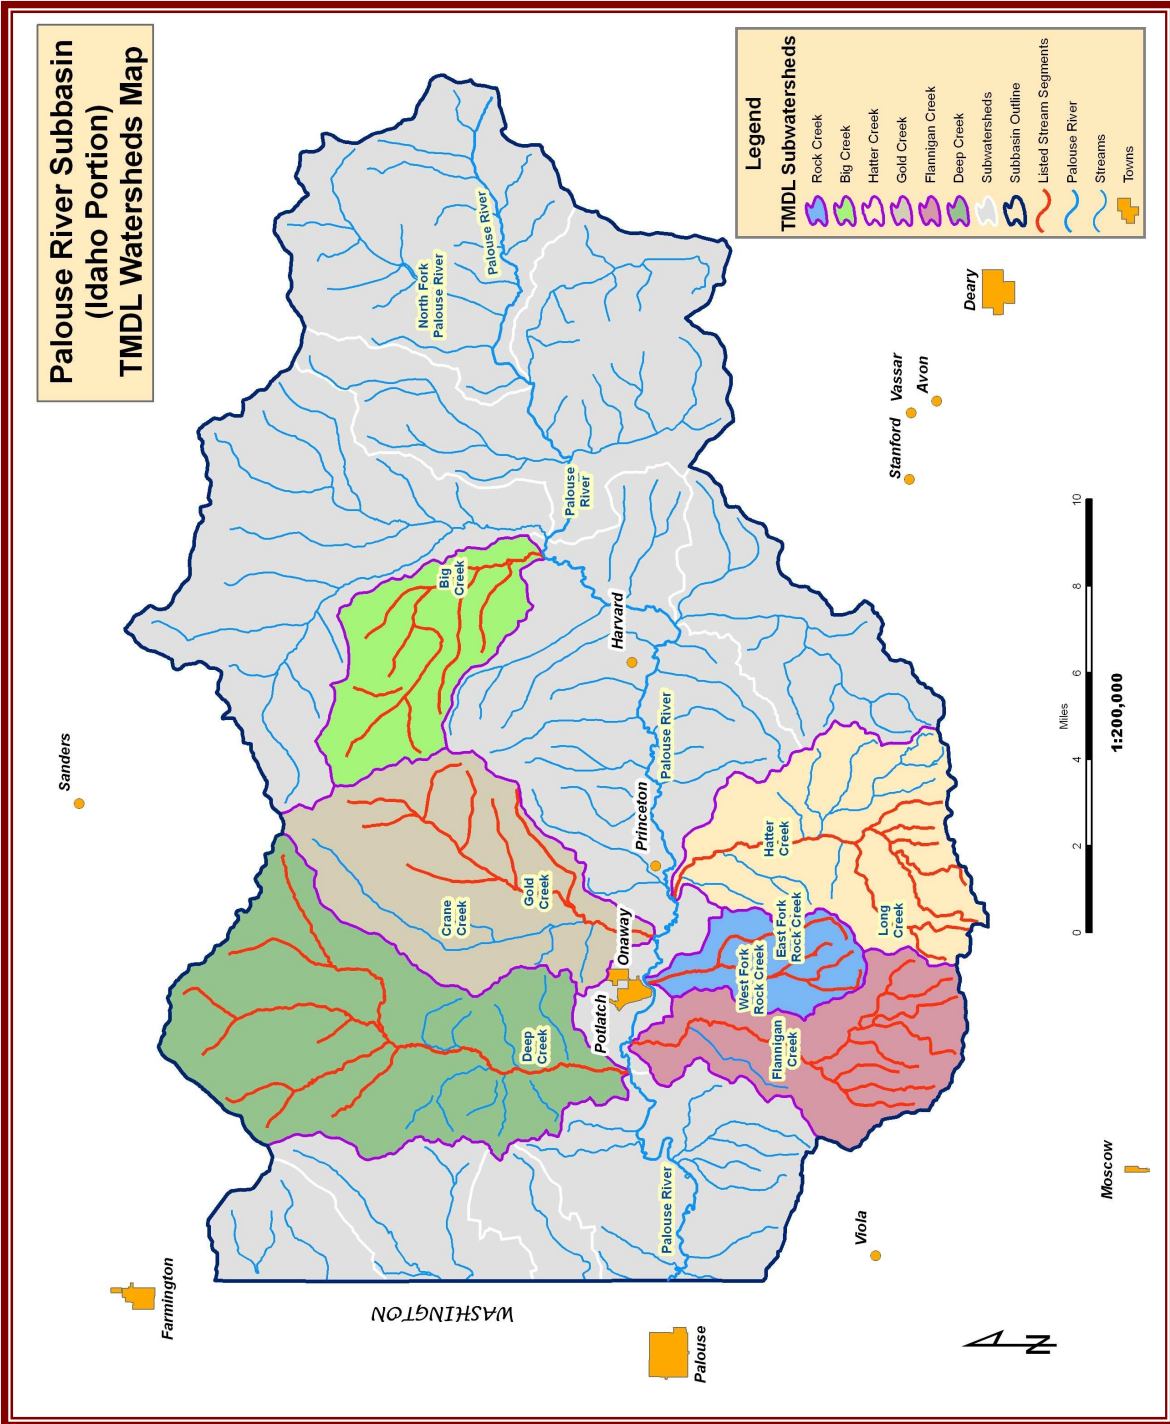 Palouse River Subbasin
(Idaho Portion)
TMDL Watersheds Map
Legend
TMDL Subwatersheds
Rock Creek
Big Creek
Hatter Creek
Gold Creek
Flannigan Creek
Deep Creek
Subwatersheds
Subbasin Outline
Listed Stream Segments
Palouse River
Streams
Towns
Farmington
Sanders
WASHINGTON
North Fork
Palouse River
Palouse River
Big
Creek
Palouse
River
Crane
Creek
Gold
Creek
Deep
Creek
Harvard
Potlatch
Onaway
Princeton
Palouse River
Palouse River
Palouse
West Fork
Rock Creek
East Fork
Rock Creek
Hatter
Creek
Flannigan
Creek
Long
Creek
Viola
Stanford
Vassar
Avon
Deary
Moscow
N
0
2
4
6
8
10
Miles
1:200,000